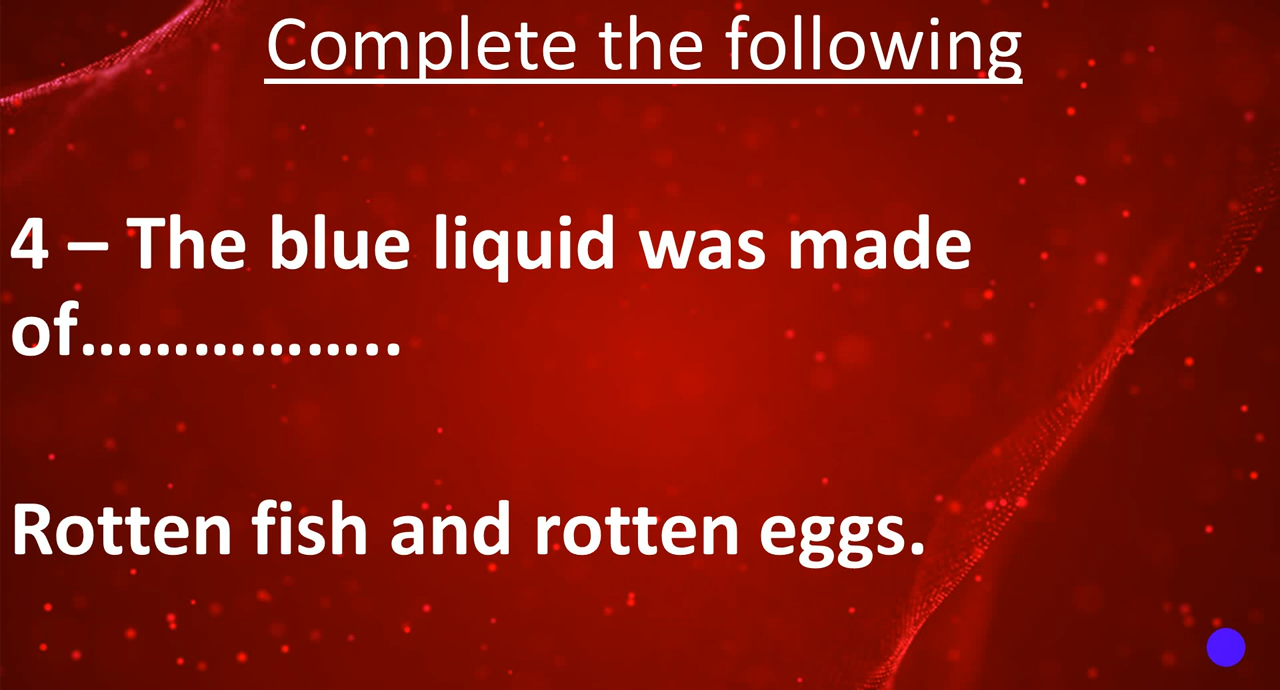 Complete the following
4 – The blue liquid was made
of……………..
Rotten fish and rotten eggs.